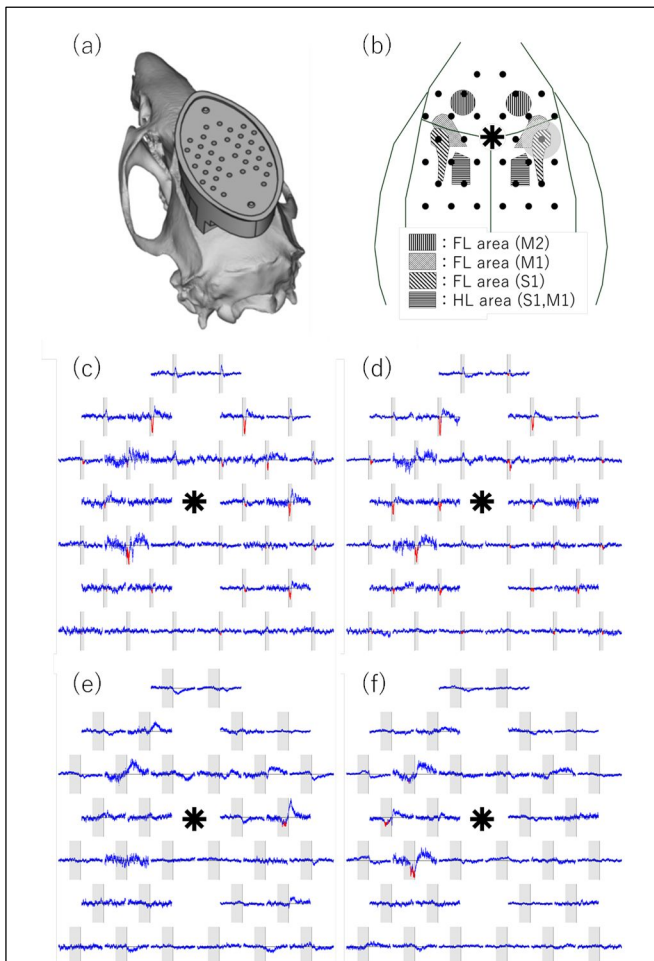 (a)
(b)
: FL area (M2)
: FL area (M1)
: FL area (S1)
: HL area (S1,M1)
(c)
(d)
(e)
(f)